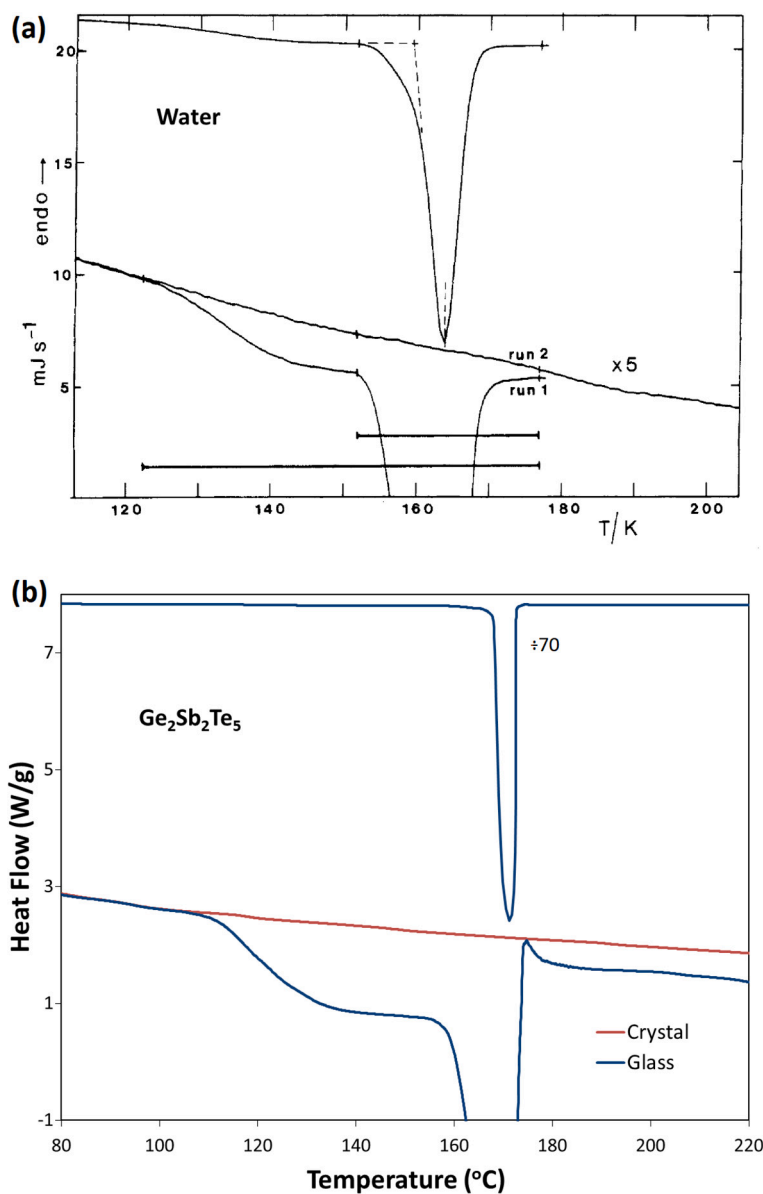 (a)
20
Water
15
endo →
10
mJ s⁻¹
run 2
×5
run 1
5
120 140 160 180 200
T/K
(b)
7
÷70
Ge₂Sb₂Te₅
5
Heat Flow (W/g)
3
1
Crystal
Glass
-1
80 100 120 140 160 180 200 220
Temperature (°C)